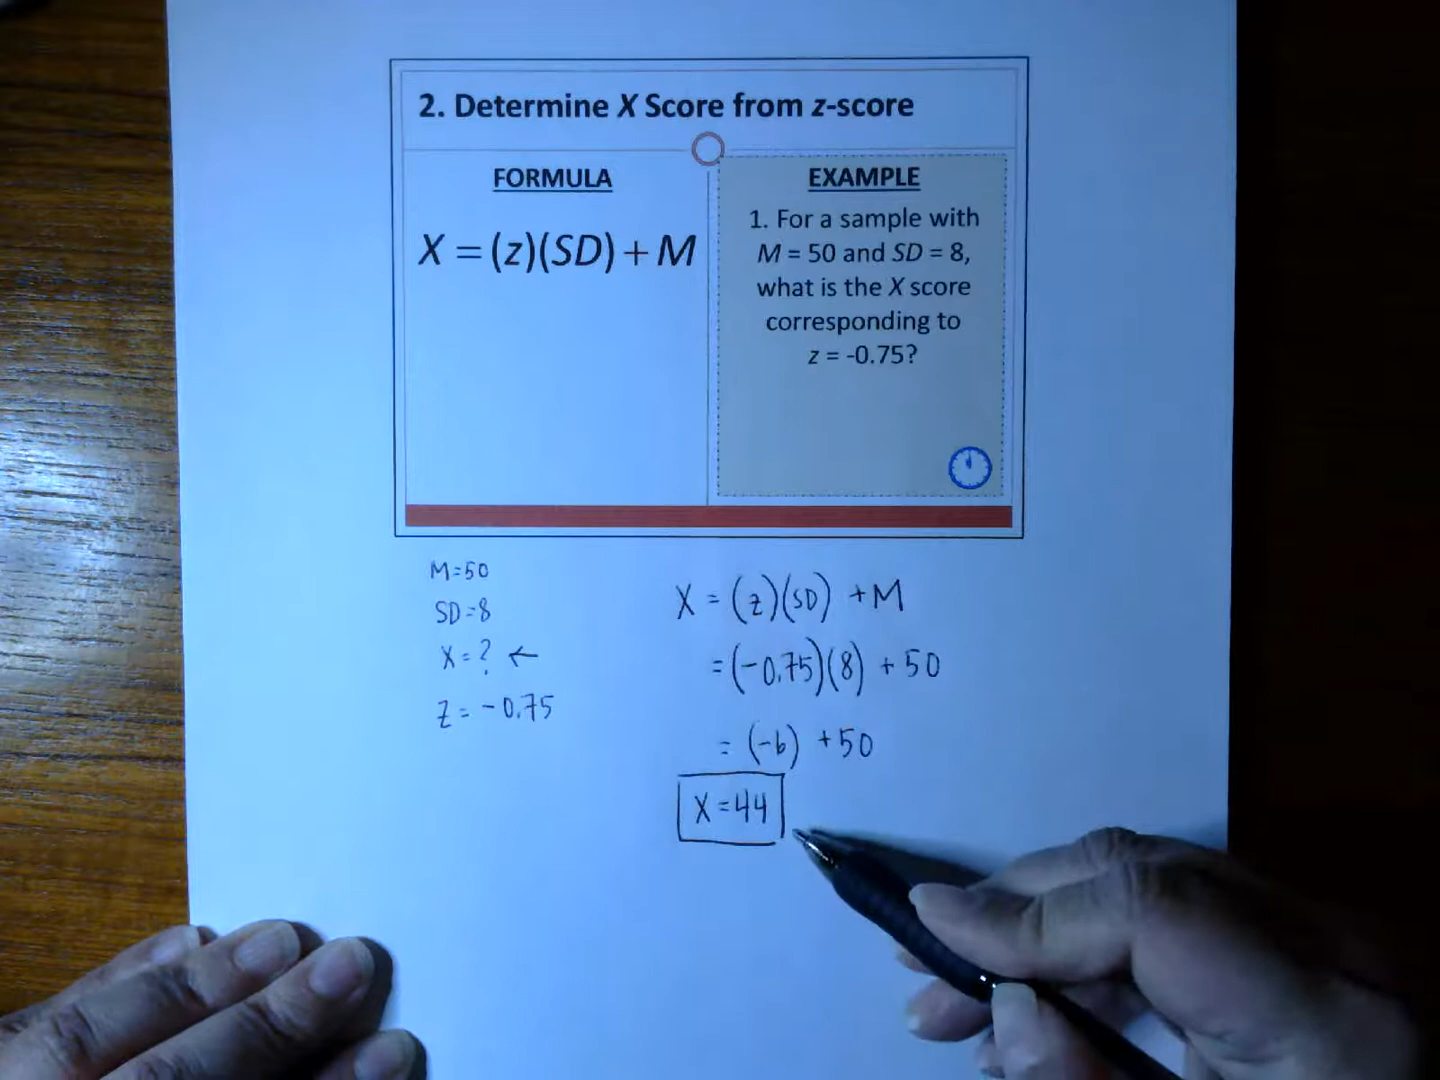 2. Determine X Score from z-score
FORMULA
X = (z)(SD) + M
EXAMPLE
1. For a sample with
M = 50 and SD = 8,
what is the X score
corresponding to
z = -0.75?
M=50
SD=8
X=? ←
z= -0.75
X = (z)(SD) +M
=(-0.75)(8) + 50
= (-6) +50
X=44